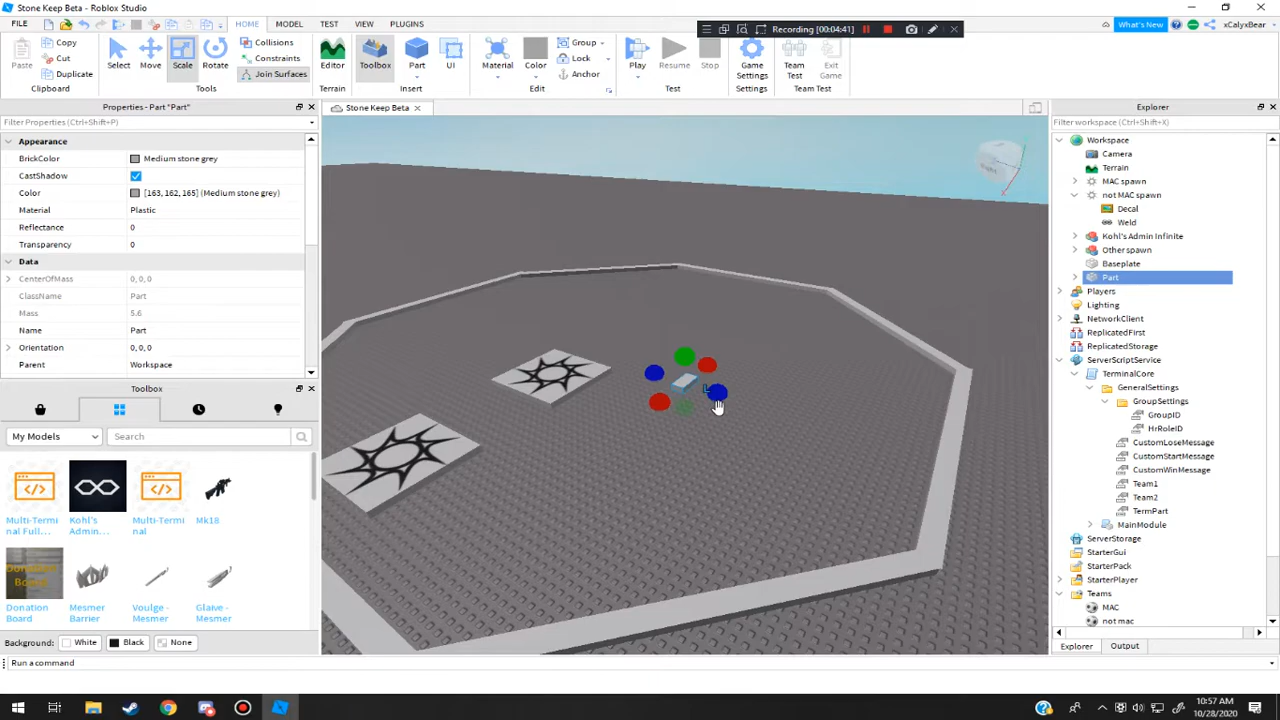 Stone Keep Beta - Roblox Studio
FILE
HOME
MODEL
TEST
VIEW
PLUGINS
Recording [00:04:41]
What's New
xCalyxBear
Paste
Copy
Cut
Duplicate
Clipboard
Select
Move
Scale
Rotate
Collisions
Constraints
Join Surfaces
Tools
Editor
Terrain
Toolbox
Part
UI
Insert
Material
Color
Group
Lock
Anchor
Edit
Play
Resume
Stop
Test
Game Settings
Settings
Team Test
Exit Game
Team Test
Properties - Part "Part"
Filter Properties (Ctrl+Shift+P)
Appearance
BrickColor Medium stone grey
CastShadow
Color [163, 162, 165] (Medium stone grey)
Material Plastic
Reflectance 0
Transparency 0
Data
CenterOfMass 0, 0, 0
ClassName Part
Mass 5.6
Name Part
Orientation 0, 0, 0
Parent Workspace
Toolbox
My Models
Search
Multi-Terminal Full...
Kohl's Admin...
Multi-Terminal
Mk18
Donation Board
Mesmer Barrier
Voulge - Mesmer
Glaive - Mesmer
Background: White Black None
Run a command
Stone Keep Beta
Explorer
Filter workspace (Ctrl+Shift+X)
Workspace
Camera
Terrain
MAC spawn
not MAC spawn
Decal
Weld
Kohl's Admin Infinite
Other spawn
Baseplate
Part
Players
Lighting
NetworkClient
ReplicatedFirst
ReplicatedStorage
ServerScriptService
TerminalCore
GeneralSettings
GroupSettings
GroupID
HrRoleID
CustomLoseMessage
CustomStartMessage
CustomWinMessage
Team1
Team2
TermPart
MainModule
ServerStorage
StarterGui
StarterPack
StarterPlayer
Teams
MAC
not mac
Explorer
Output
10:57 AM
10/28/2020